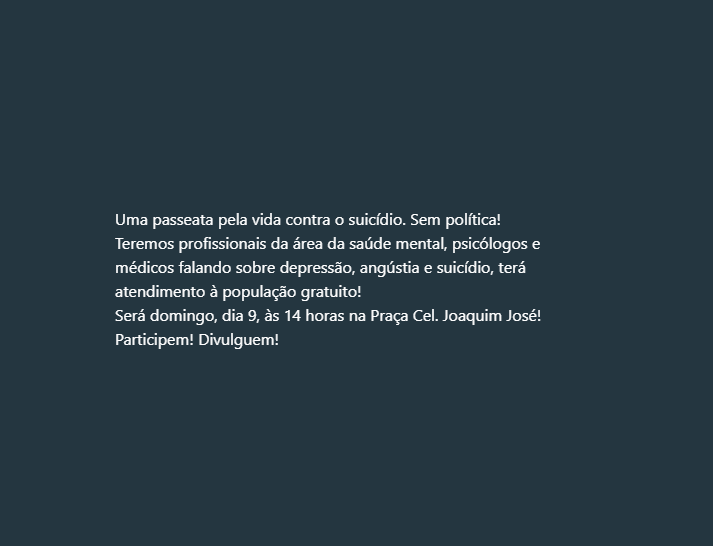 Uma passeata pela vida contra o suicídio. Sem política!
Teremos profissionais da área da saúde mental, psicólogos e
médicos falando sobre depressão, angústia e suicídio, terá
atendimento à população gratuito!
Será domingo, dia 9, às 14 horas na Praça Cel. Joaquim José!
Participem! Divulguem!